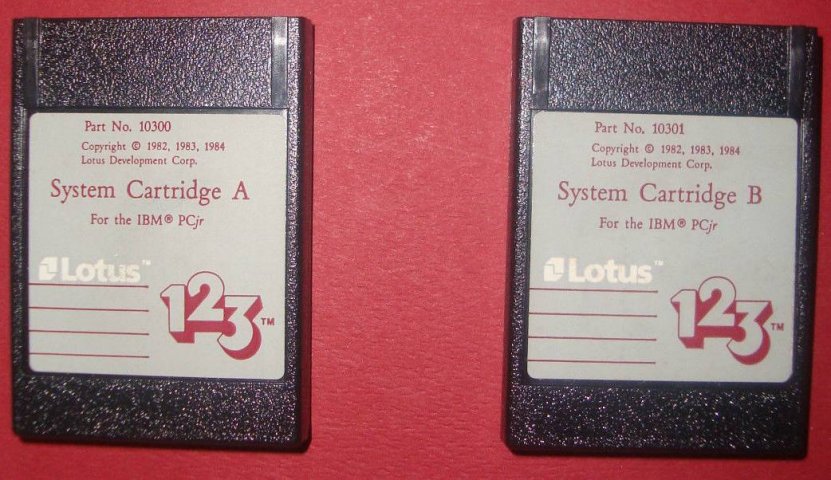 Part No. 10300
Copyright © 1982, 1983, 1984
Lotus Development Corp.
System Cartridge A
For the IBM® PCjr
Lotus™
123™
Part No. 10301
Copyright © 1982, 1983, 1984
Lotus Development Corp.
System Cartridge B
For the IBM® PCjr
Lotus™
123™